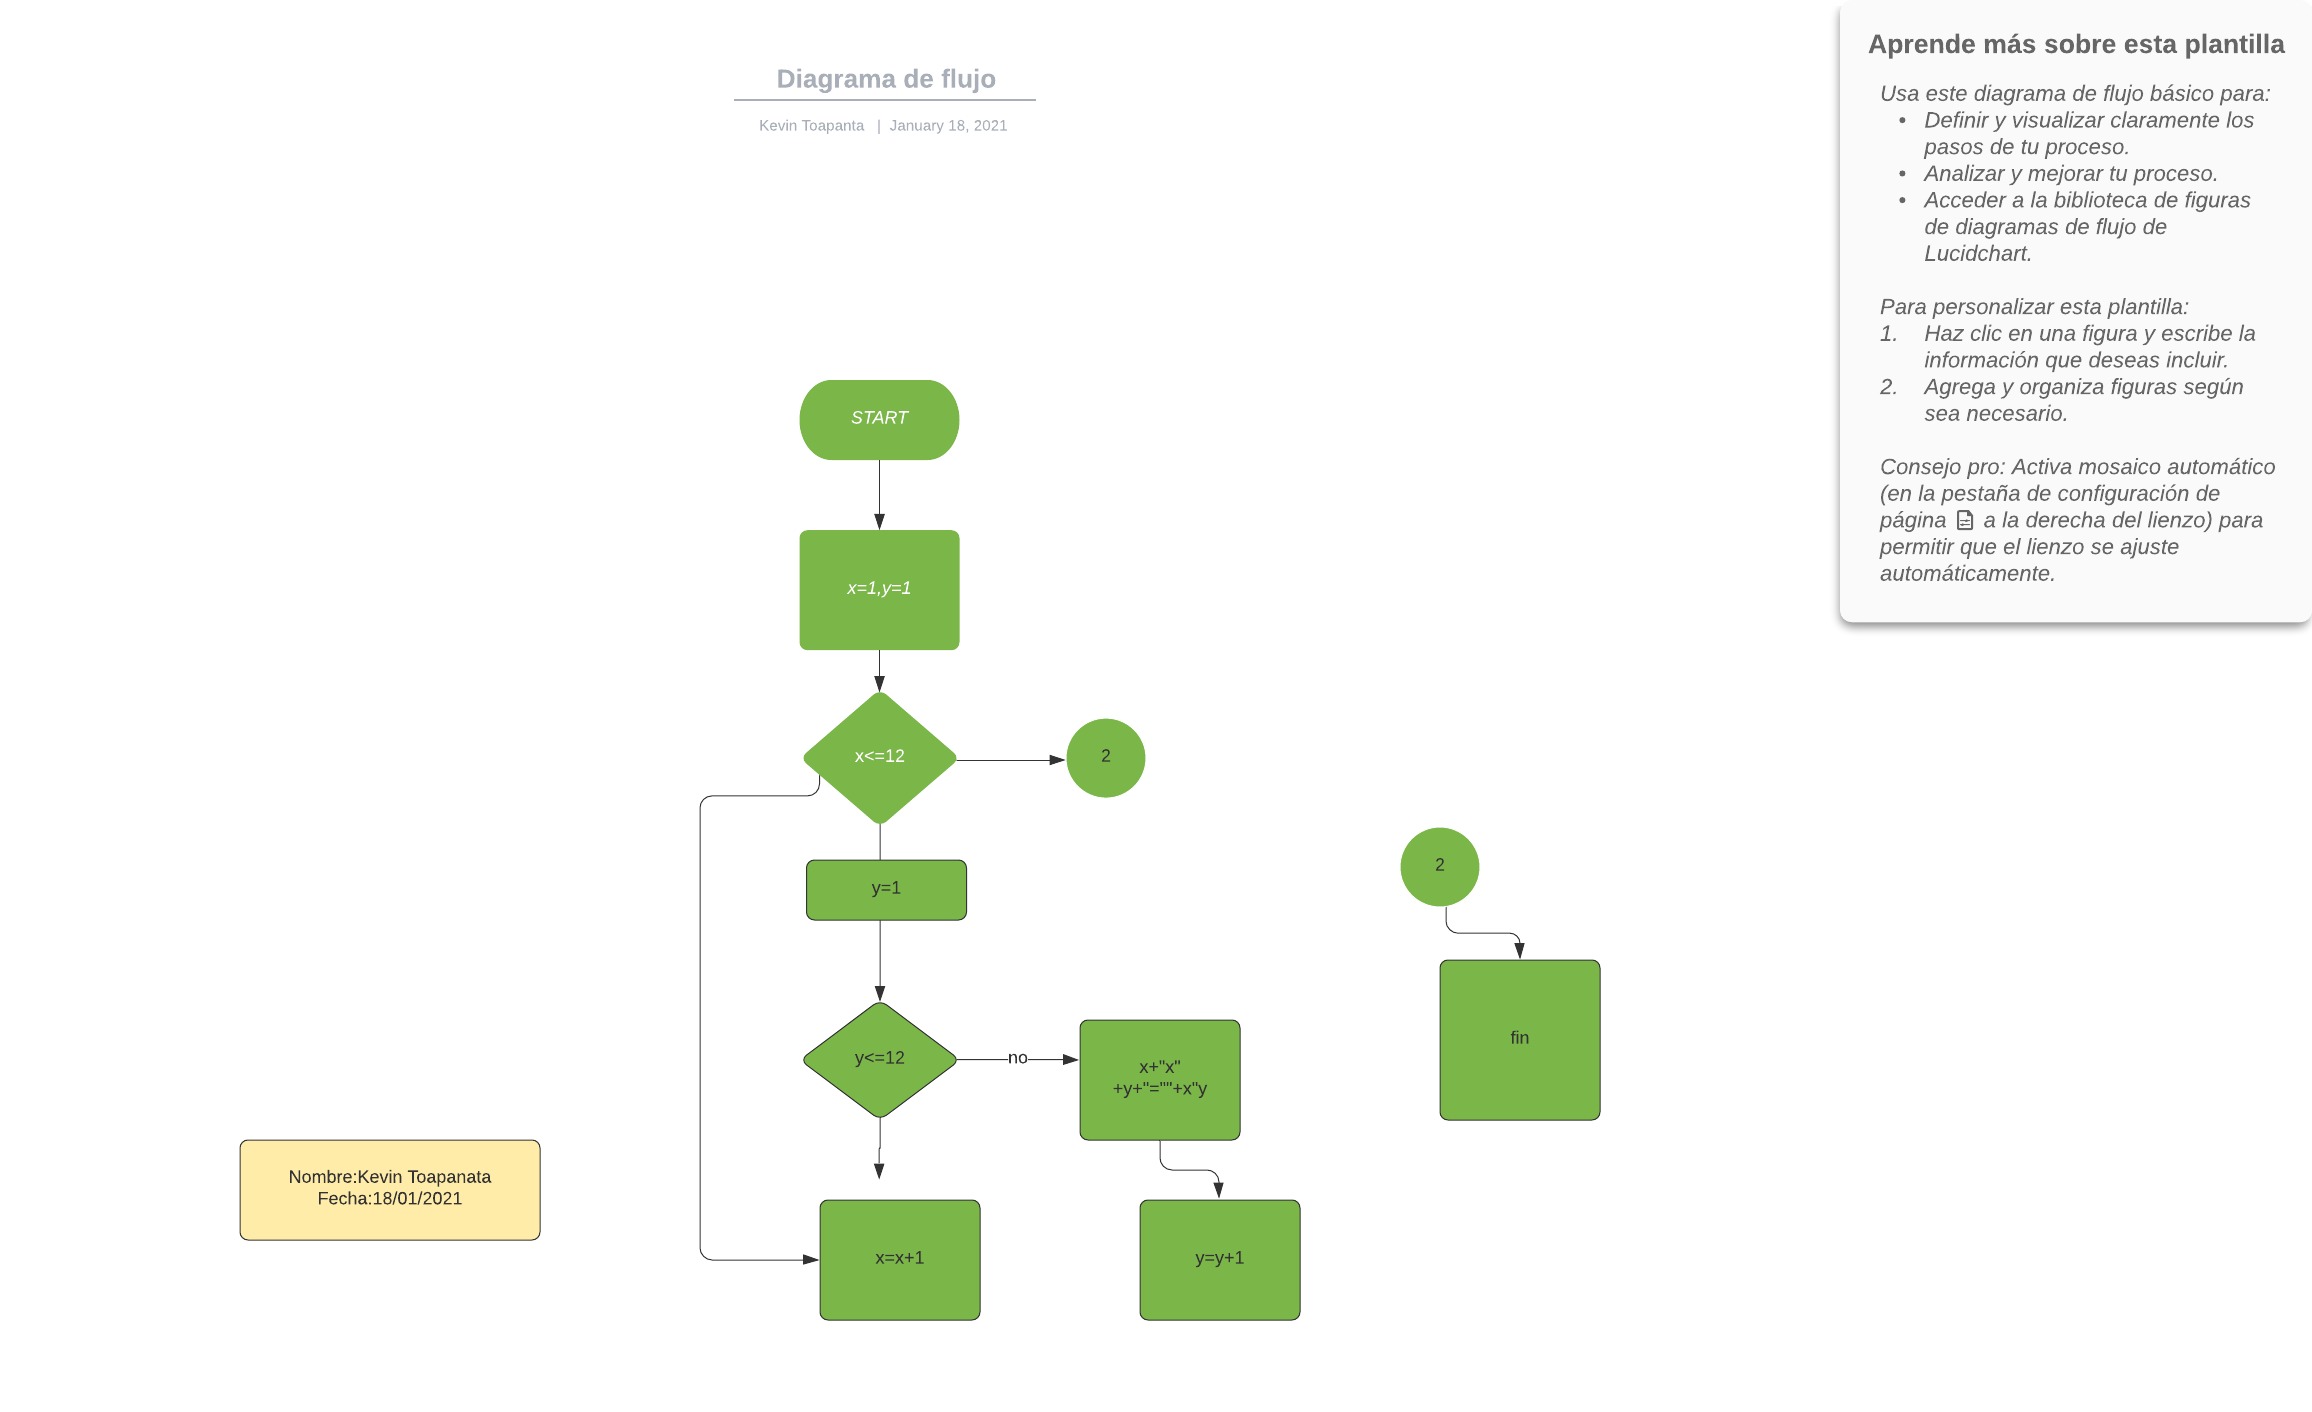 Diagrama de flujo
Kevin Toapanta | January 18, 2021
Aprende más sobre esta plantilla
Usa este diagrama de flujo básico para:
• Definir y visualizar claramente los
pasos de tu proceso.
• Analizar y mejorar tu proceso.
• Acceder a la biblioteca de figuras
de diagramas de flujo de
Lucidchart.
Para personalizar esta plantilla:
1. Haz clic en una figura y escribe la
información que deseas incluir.
2. Agrega y organiza figuras según
sea necesario.
Consejo pro: Activa mosaico automático
(en la pestaña de configuración de
página a la derecha del lienzo) para
permitir que el lienzo se ajuste
automáticamente.
START
x=1,y=1
x<=12
2
y=1
2
y<=12
no
x+"x"
+y+"=""+x"y
fin
Nombre:Kevin Toapanata
Fecha:18/01/2021
x=x+1
y=y+1